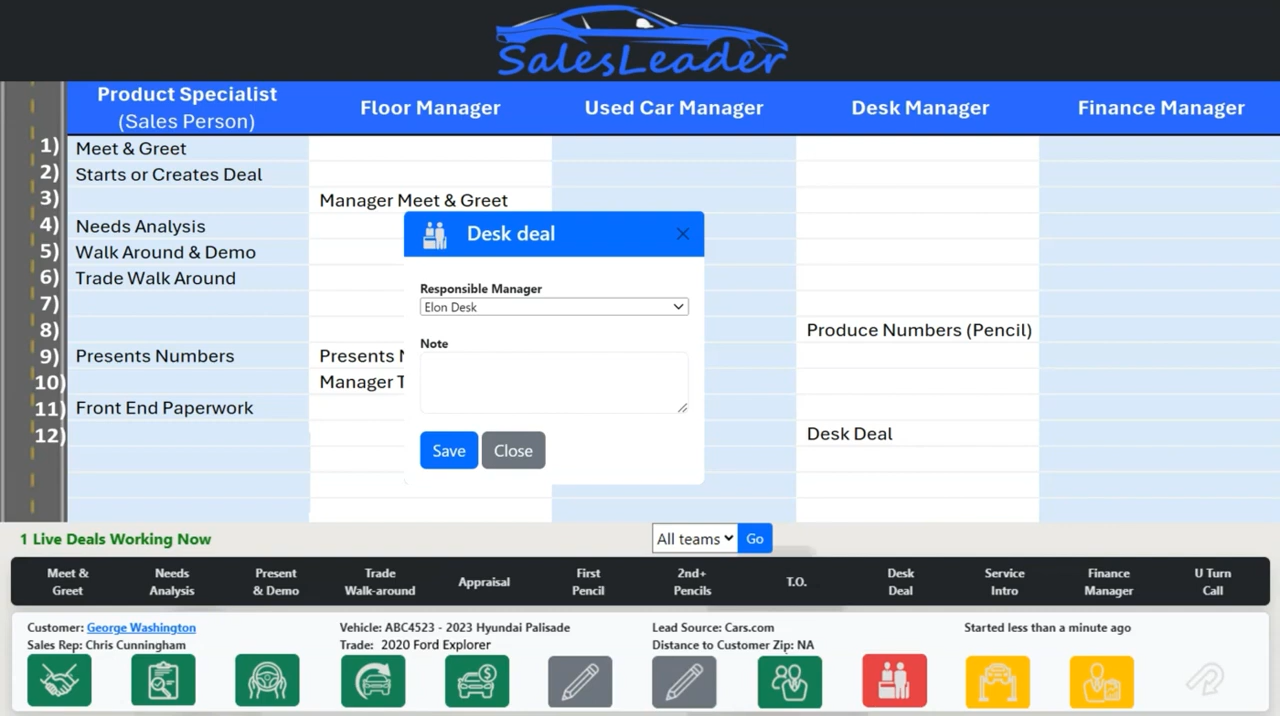 SalesLeader
Product Specialist
(Sales Person)
Floor Manager
Used Car Manager
Desk Manager
Finance Manager
1) Meet & Greet
2) Starts or Creates Deal
3) Manager Meet & Greet
4) Needs Analysis
5) Walk Around & Demo
6) Trade Walk Around
7)
8) Produce Numbers (Pencil)
9) Presents Numbers Presents
10) Manager T
11) Front End Paperwork
12) Desk Deal
Desk deal
Responsible Manager
Elon Desk
Note
Save Close
1 Live Deals Working Now
All teams Go
Meet & Greet
Needs Analysis
Present & Demo
Trade Walk-around
Appraisal
First Pencil
2nd+ Pencils
T.O.
Desk Deal
Service Intro
Finance Manager
U Turn Call
Customer: George Washington
Sales Rep: Chris Cunningham
Vehicle: ABC4523 - 2023 Hyundai Palisade
Trade: 2020 Ford Explorer
Lead Source: Cars.com
Distance to Customer Zip: NA
Started less than a minute ago